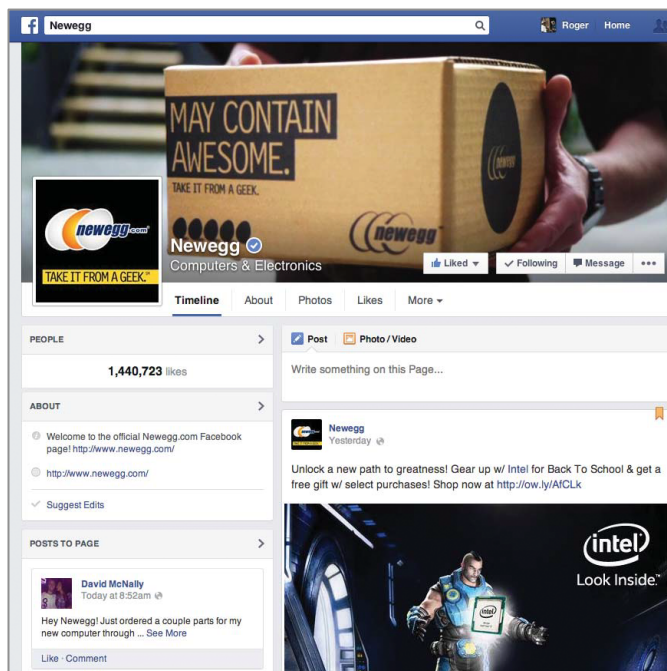 Newegg
Roger
Home
MAY CONTAIN
AWESOME.
TAKE IT FROM A GEEK.
newegg
newegg
newegg.com
TAKE IT FROM A GEEK.™
Newegg
Computers & Electronics
Liked
Following
Message
Timeline
About
Photos
Likes
More
PEOPLE
1,440,723 likes
ABOUT
Welcome to the official Newegg.com Facebook
page! http://www.newegg.com/
http://www.newegg.com/
Suggest Edits
POSTS TO PAGE
David McNally
Today at 8:52am
Hey Newegg! Just ordered a couple parts for my
new computer through ... See More
Like · Comment
Post
Photo / Video
Write something on this Page...
Newegg
Yesterday
Unlock a new path to greatness! Gear up w/ Intel for Back To School & get a
free gift w/ select purchases! Shop now at http://ow.ly/AfCLk
intel
Look Inside.™
intel